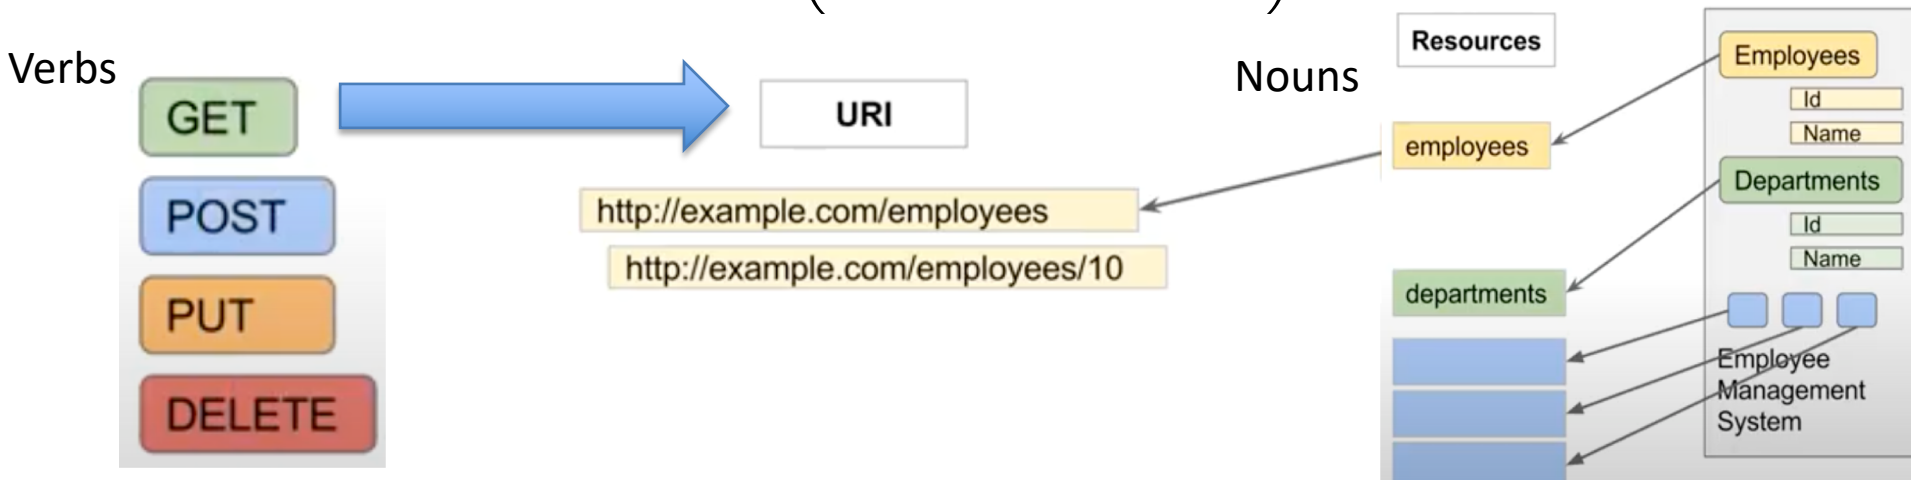 Verbs
GET
POST
PUT
DELETE
URI
http://example.com/employees
http://example.com/employees/10
Nouns
Resources
employees
departments
Employees
Id
Name
Departments
Id
Name
Employee
Management
System